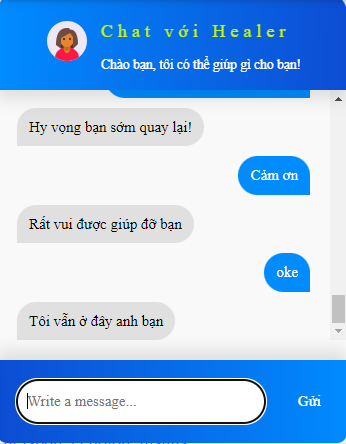 Chat với Healer
Chào bạn, tôi có thể giúp gì cho bạn!
Hy vọng bạn sớm quay lại!
Cảm ơn
Rất vui được giúp đỡ bạn
oke
Tôi vẫn ở đây anh bạn
Write a message...
Gửi